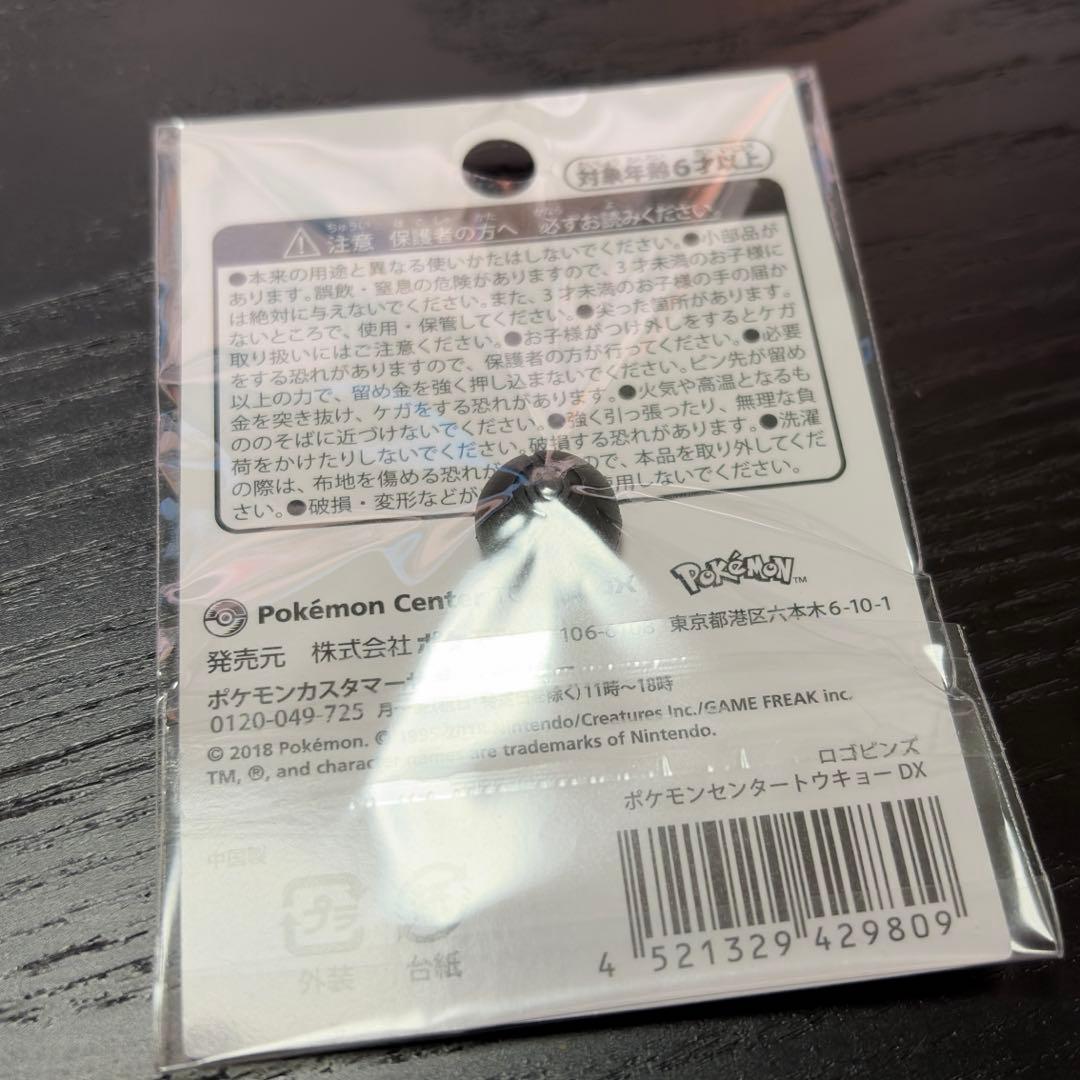 対象年齢6才以上
注意 保護者の方へ 必ずお読みください。
●本来の用途と異なる使いかたはしないでください。●小部品が
あります。誤飲・窒息の危険がありますので、3才未満のお子様に
は絶対に与えないでください。また、3才未満のお子様の手の届か
ないところで、使用・保管してください。●尖った箇所があります。
取り扱いにはご注意ください。●お子様がつけ外しをするとケガ
をする恐れがありますので、保護者の方が行ってください。●必要
以上の力で、留め金を強く押し込まないでください。ピン先が留め
金を突き抜け、ケガをする恐れがあります。●火気や高温となるも
ののそばに近づけないでください。●強く引っ張ったり、無理な負
荷をかけたりしないでください。破損する恐れがあります。●洗濯
の際は、布地を傷める恐れが ので、本品を取り外してくだ
さい。●破損・変形などが 使用しないでください。
Pokémon Center DX POKéMON™
発売元 株式会社 106-6108 東京都港区六本木6-10-1
ポケモンカスタマー
0120-049-725 除く)11時〜18時
© 2018 Pokémon. © 1995-2018 Nintendo/Creatures Inc./GAME FREAK inc.
TM, ®, and character names are trademarks of Nintendo.
ロゴピンズ
ポケモンセンタートウキョー DX
中国製
プラ
外装
台紙
4 521329 429809